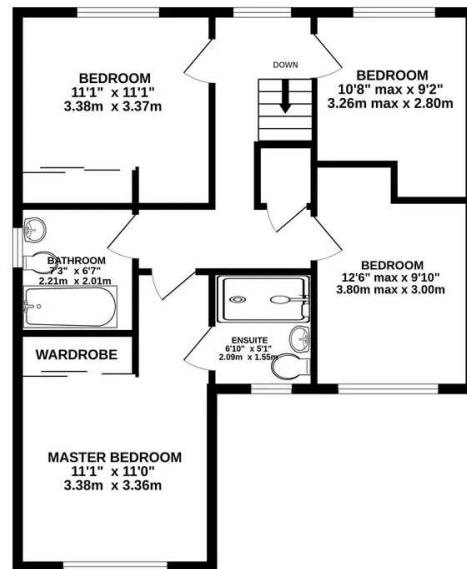 BEDROOM
11'1" x 11'1"
3.38m x 3.37m
DOWN
BEDROOM
10'8" max x 9'2"
3.26m max x 2.80m
BATHROOM
7'3" x 6'7"
2.21m x 2.01m
BEDROOM
12'6" max x 9'10"
3.80m max x 3.00m
ENSUITE
6'10" x 5'1"
2.09m x 1.55m
WARDROBE
MASTER BEDROOM
11'1" x 11'0"
3.38m x 3.36m